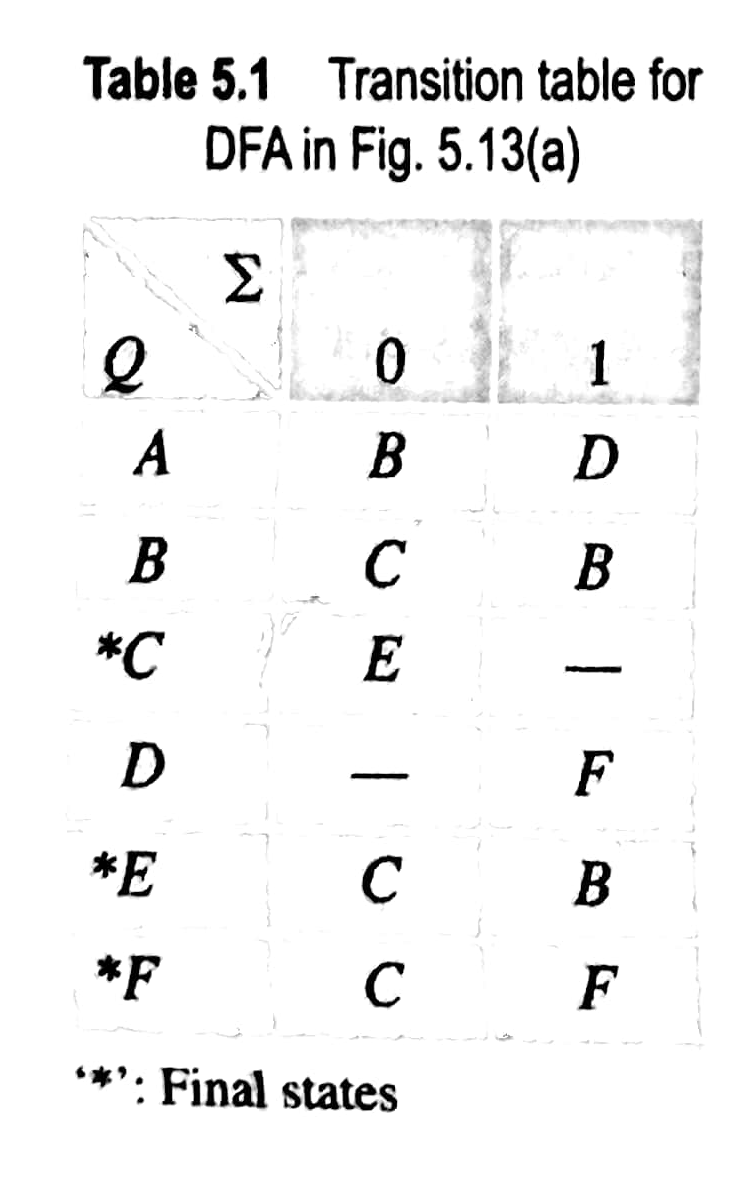 Table 5.1 Transition table for
DFA in Fig. 5.13(a)
Σ
Q 0 1
A B D
B C B
*C E —
D — F
*E C B
*F C F
‘*’: Final states